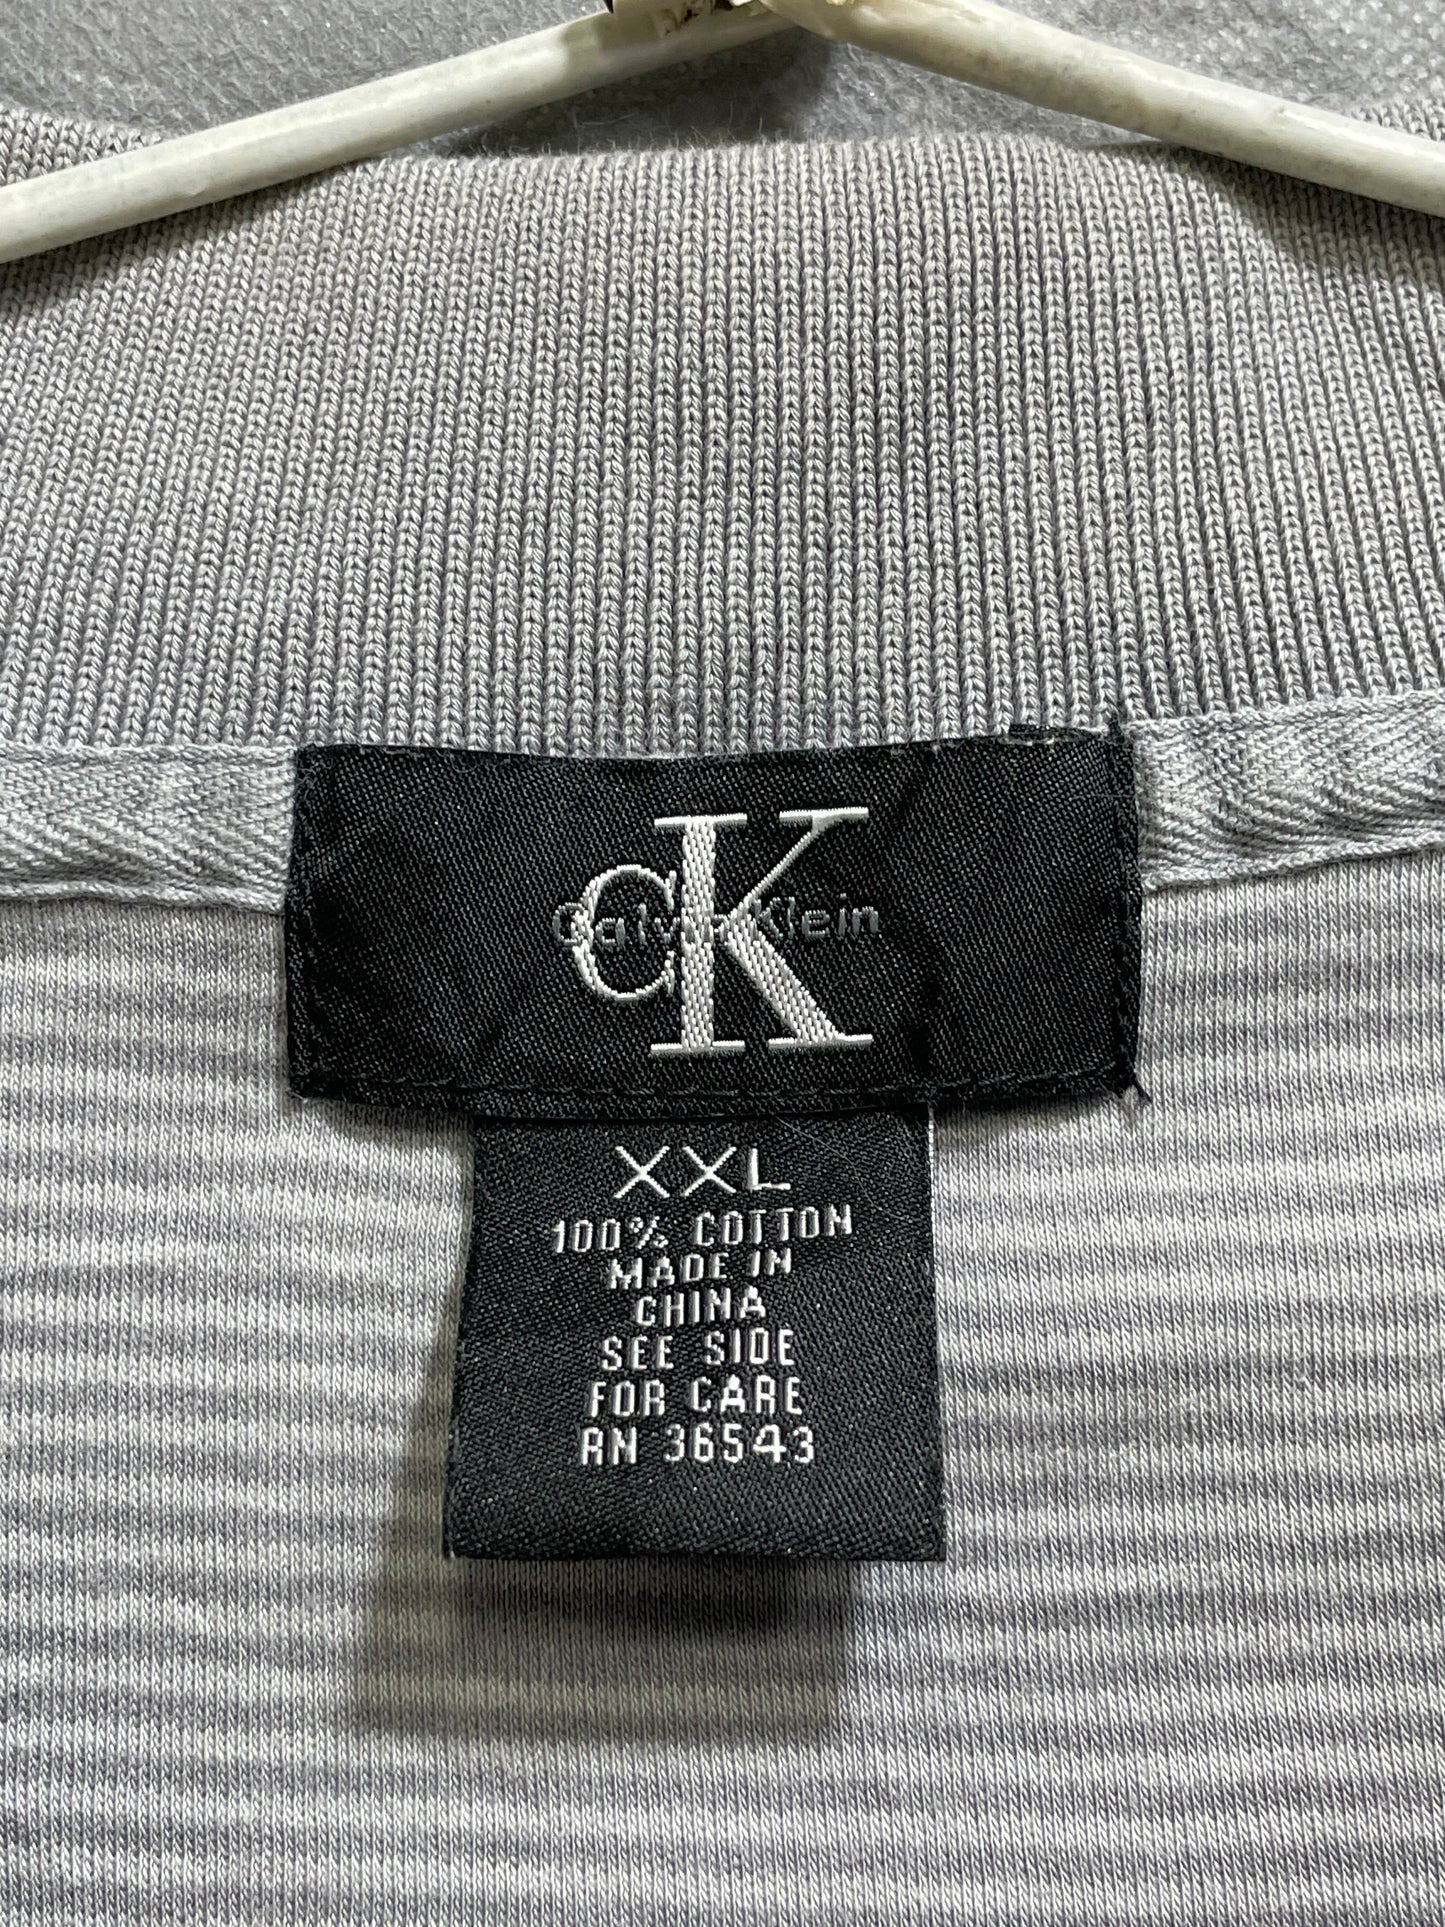 CK
Calvin Klein
XXL
100% COTTON
MADE IN
CHINA
SEE SIDE
FOR CARE
RN 36543